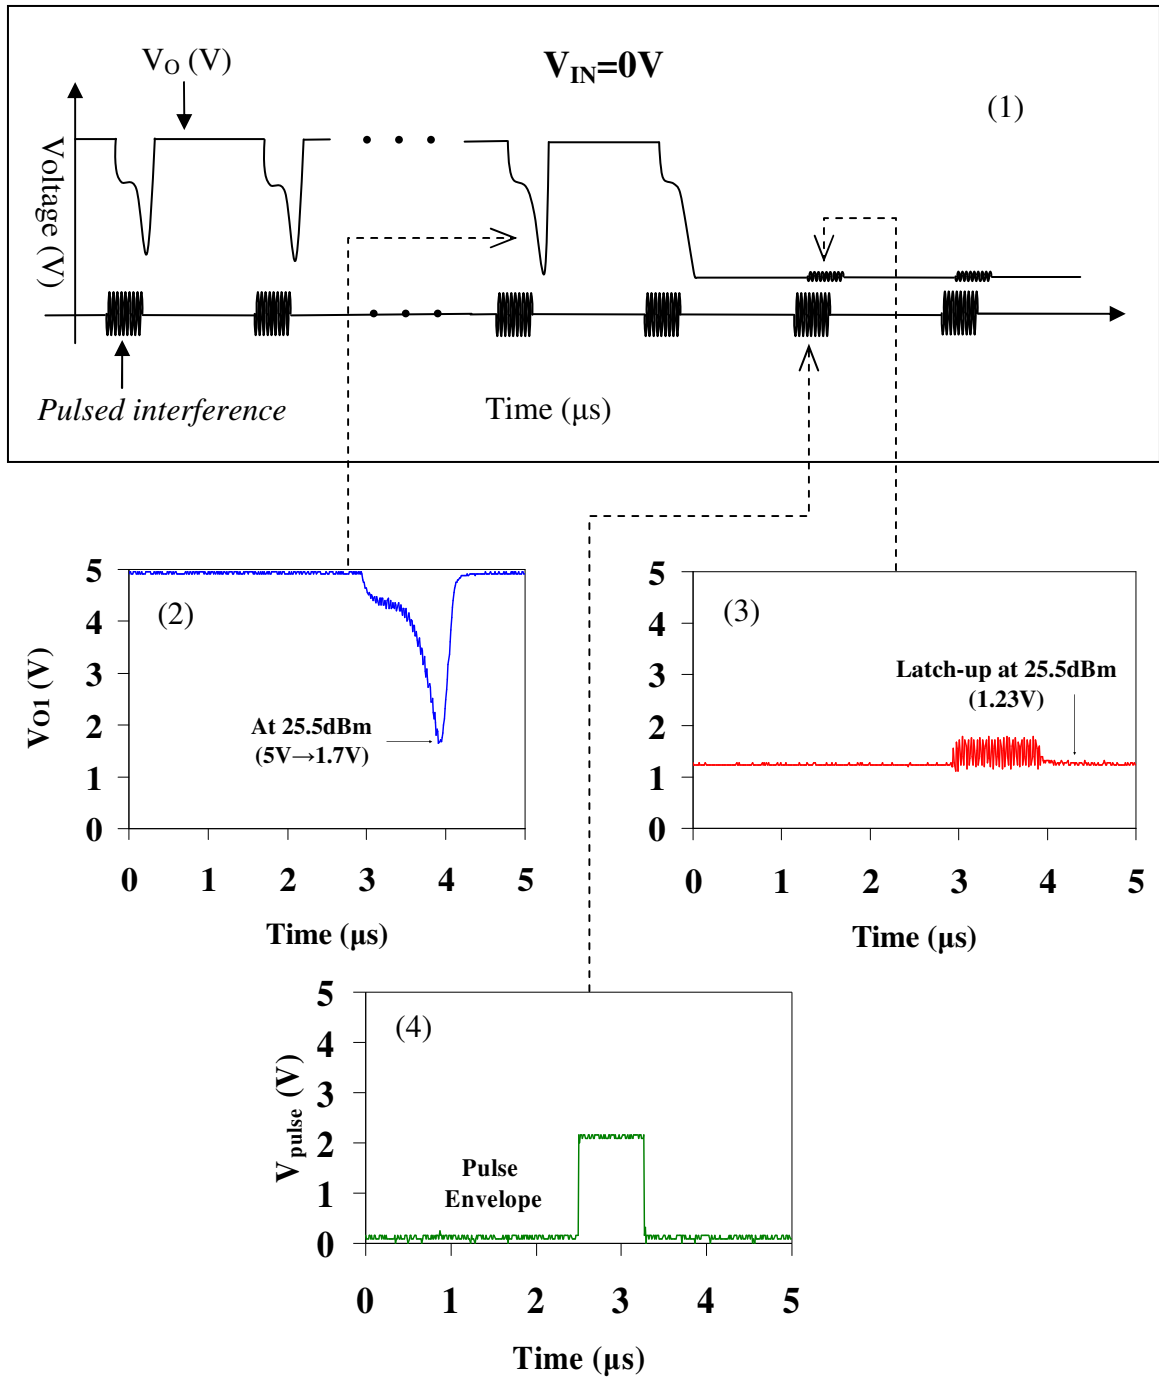 V_O (V)
V_IN=0V
(1)
Voltage (V)
Pulsed interference
Time (μs)
(2)
5
4
3
2
1
0
V_O1 (V)
At 25.5dBm
(5V→1.7V)
0 1 2 3 4 5
Time (μs)
(3)
5
4
3
2
1
0
Latch-up at 25.5dBm
(1.23V)
0 1 2 3 4 5
Time (μs)
(4)
5
4
3
2
1
0
V_pulse (V)
Pulse
Envelope
0 1 2 3 4 5
Time (μs)